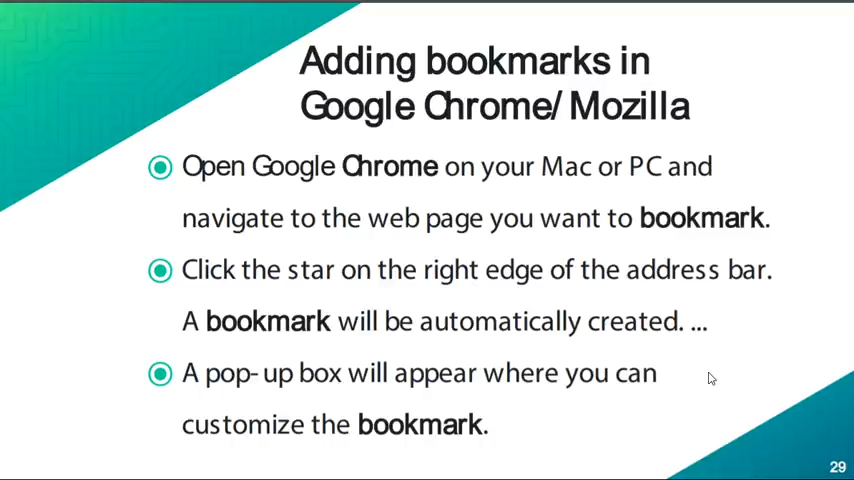 Adding bookmarks in
Google Chrome/ Mozilla
Open Google Chrome on your Mac or PC and
navigate to the web page you want to bookmark.
Click the star on the right edge of the address bar.
A bookmark will be automatically created. ...
A pop-up box will appear where you can
customize the bookmark.
29